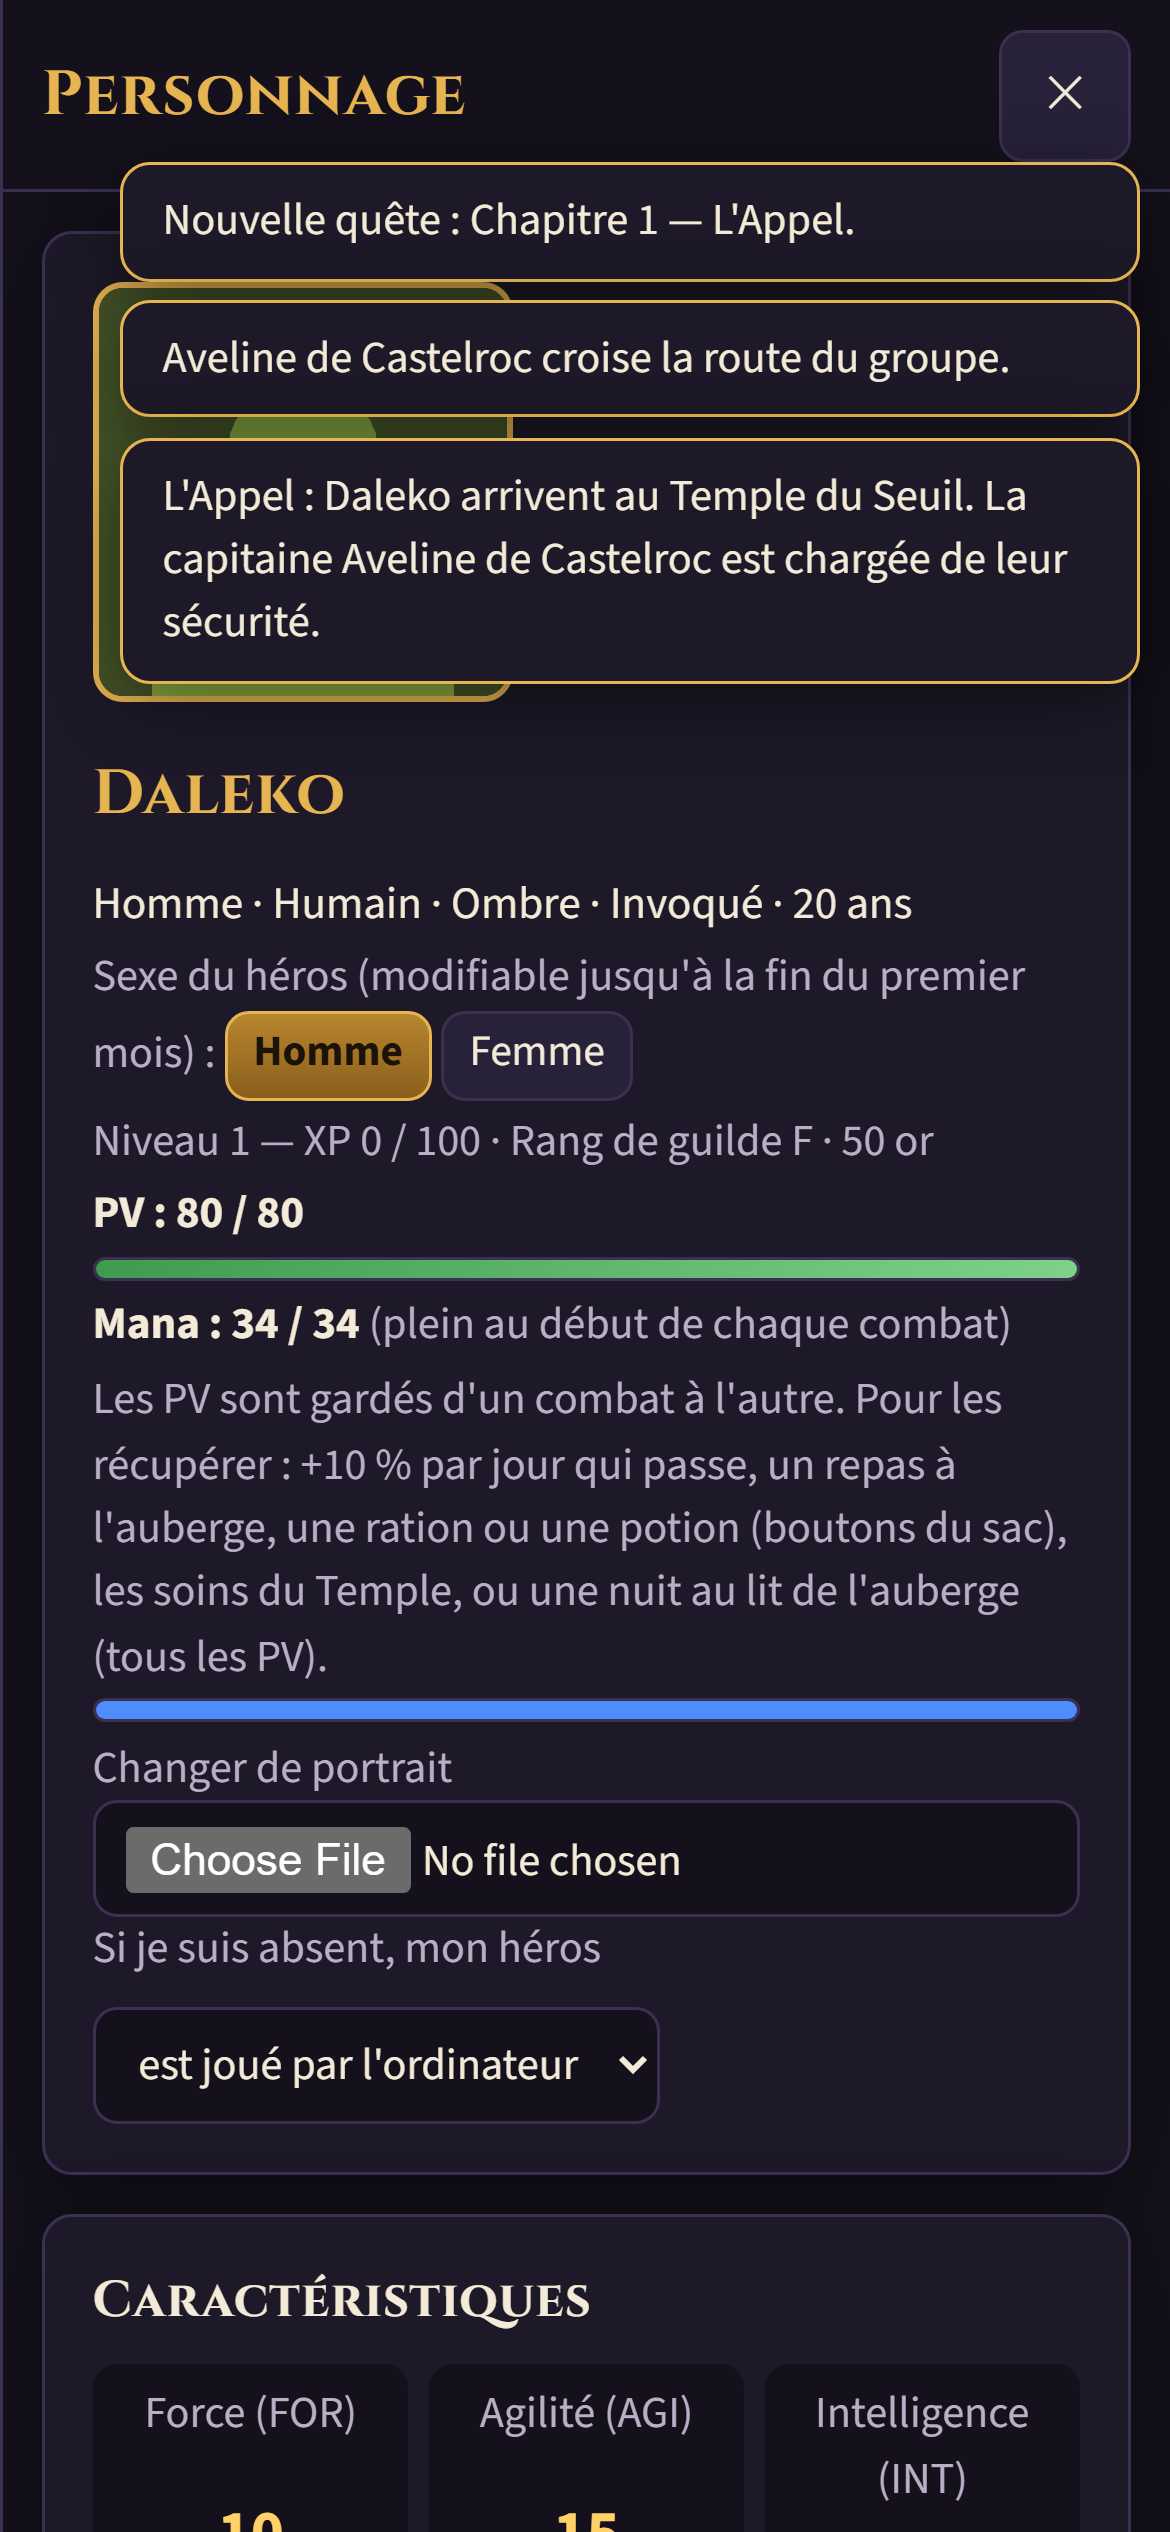 Personnage
Nouvelle quête : Chapitre 1 — L'Appel.
Aveline de Castelroc croise la route du groupe.
L'Appel : Daleko arrivent au Temple du Seuil. La
capitaine Aveline de Castelroc est chargée de leur
sécurité.
Daleko
Homme · Humain · Ombre · Invoqué · 20 ans
Sexe du héros (modifiable jusqu'à la fin du premier
mois) : Homme Femme
Niveau 1 — XP 0 / 100 · Rang de guilde F · 50 or
PV : 80 / 80
Mana : 34 / 34 (plein au début de chaque combat)
Les PV sont gardés d'un combat à l'autre. Pour les
récupérer : +10 % par jour qui passe, un repas à
l'auberge, une ration ou une potion (boutons du sac),
les soins du Temple, ou une nuit au lit de l'auberge
(tous les PV).
Changer de portrait
Choose File No file chosen
Si je suis absent, mon héros
est joué par l'ordinateur
Caractéristiques
Force (FOR) Agilité (AGI) Intelligence
(INT)
10 15